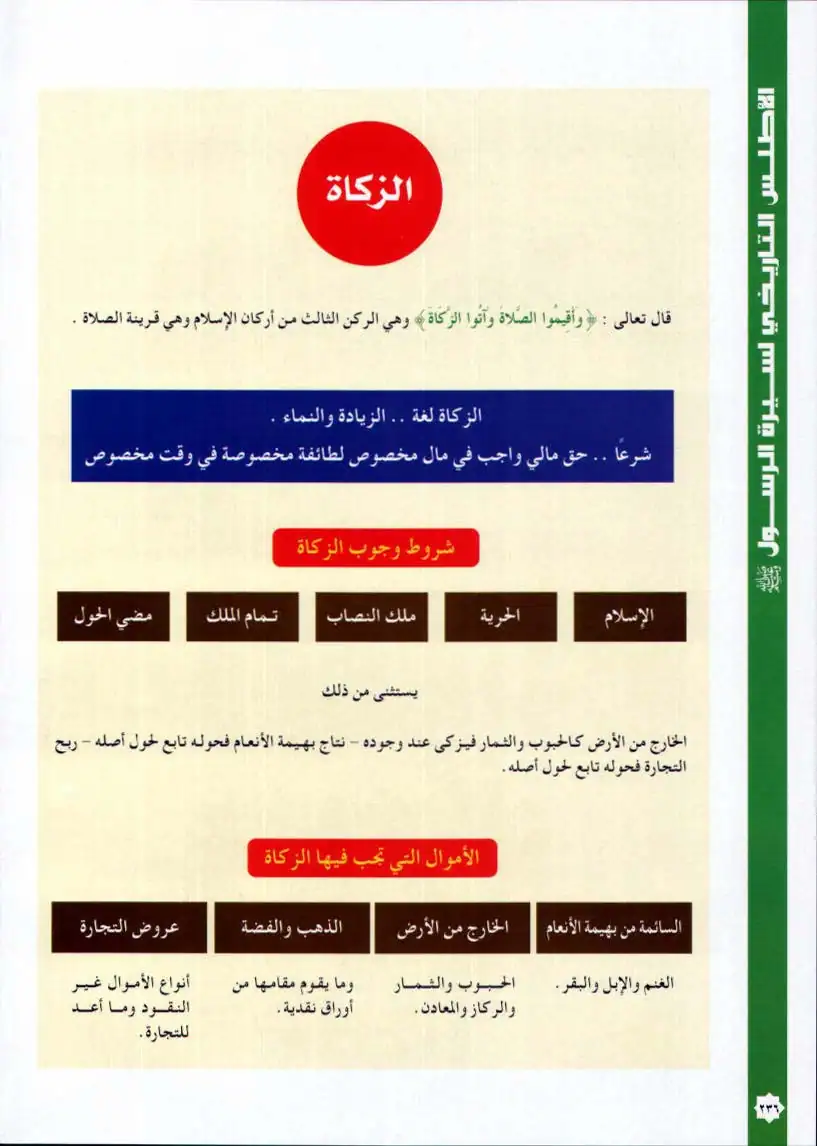 الزكاة
قال تعالى : ﴿وَأَقِيمُوا الصَّلاةَ وَآتُوا الزَّكَاةَ﴾ وهي الركن الثالث من أركان الإسلام وهي قرينة الصلاة .
الزكاة لغة .. الزيادة والنماء .
شرعًا .. حق مالي واجب في مال مخصوص لطائفة مخصوصة في وقت مخصوص
شروط وجوب الزكاة
الإسلام
الحرية
ملك النصاب
تمام الملك
مضي الحول
يستثنى من ذلك
الخارج من الأرض كالحبوب والثمار فيزكى عند وجوده – نتاج بهيمة الأنعام فحوله تابع لحول أصله – ربح
التجارة فحوله تابع لحول أصله .
الأموال التي تجب فيها الزكاة
السائمة من بهيمة الأنعام
الغنم والإبل والبقر .
الخارج من الأرض
الحبوب والثمار
والركاز والمعادن .
الذهب والفضة
وما يقوم مقامها من
أوراق نقدية .
عروض التجارة
أنواع الأموال غير
النقود وما أعد
للتجارة .
الأطلس التاريخي لسيرة الرسول ﷺ
٢٣٦